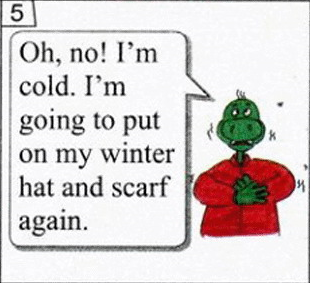 5
Oh, no! I'm
cold. I'm
going to put
on my winter
hat and scarf
again.